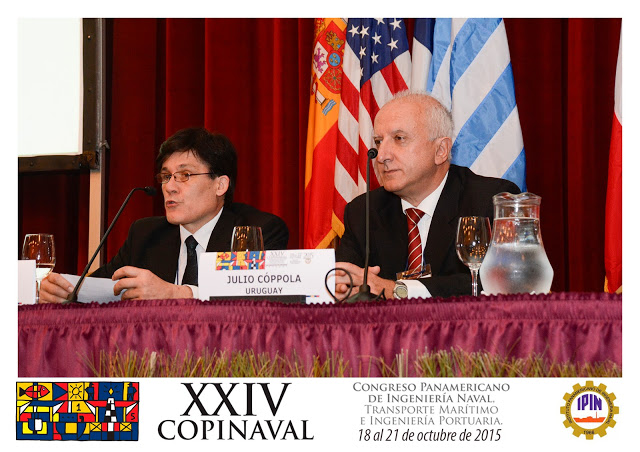 JULIO CÓPPOLA
URUGUAY
XXIV
COPINAVAL
CONGRESO PANAMERICANO
DE INGENIERÍA NAVAL.
TRANSPORTE MARÍTIMO
E INGENIERÍA PORTUARIA.
18 al 21 de octubre de 2015
IPIN